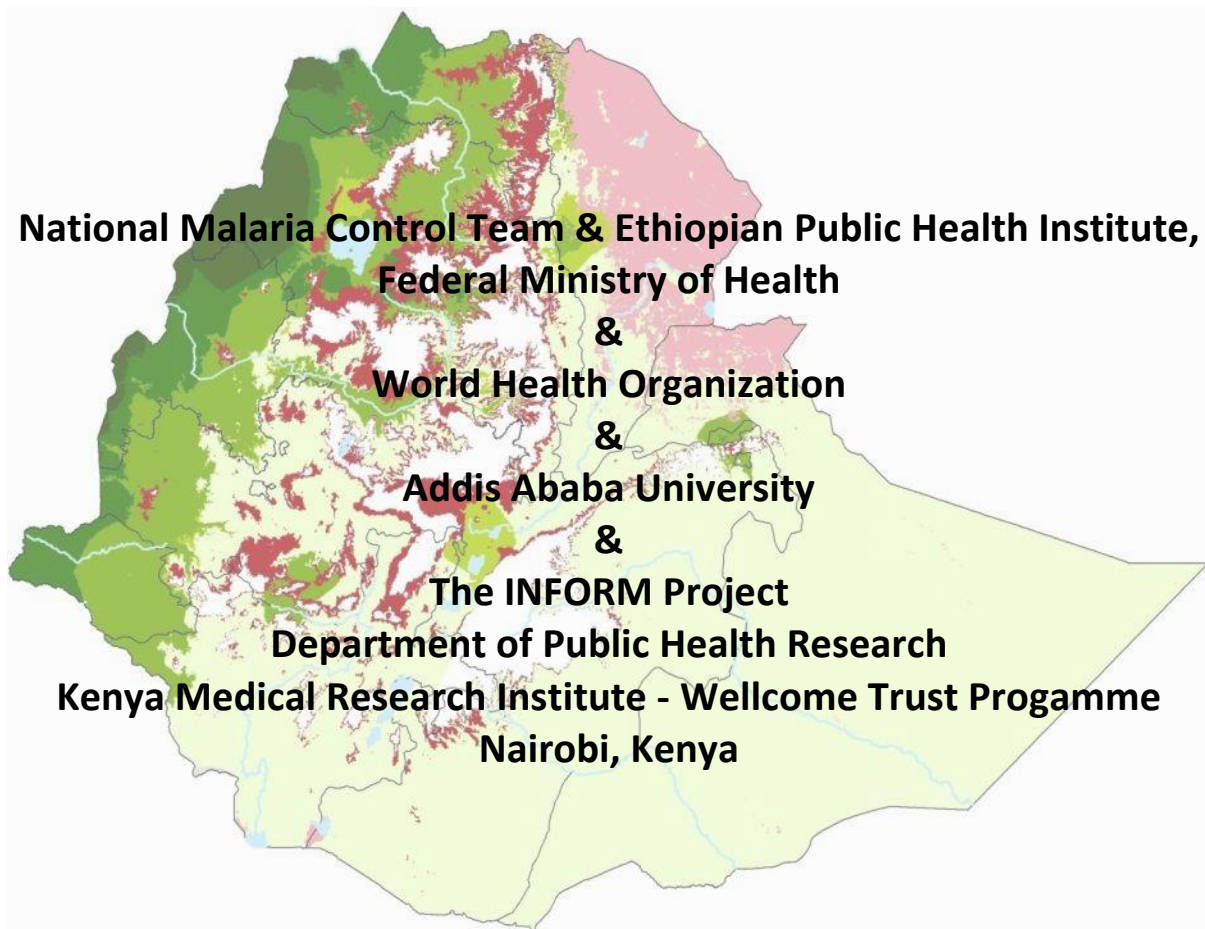 National Malaria Control Team & Ethiopian Public Health Institute,
Federal Ministry of Health
&
World Health Organization
&
Addis Ababa University
&
The INFORM Project
Department of Public Health Research
Kenya Medical Research Institute - Wellcome Trust Progamme
Nairobi, Kenya